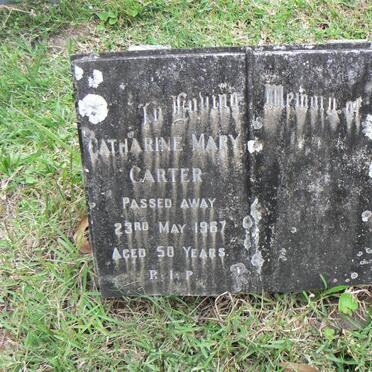 In Loving Memory of
CATHARINE MARY
CARTER
PASSED AWAY
23RD MAY 1967
AGED 50 YEARS
R.I.P